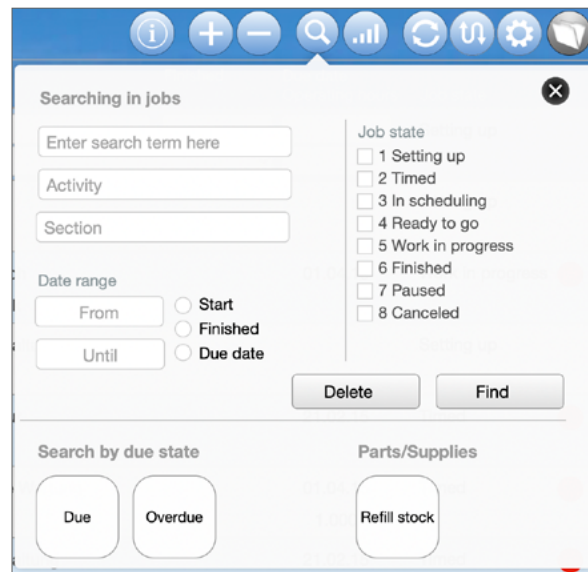 Searching in jobs
Enter search term here
Activity
Section
Date range
From
Until
Start
Finished
Due date
Job state
1 Setting up
2 Timed
3 In scheduling
4 Ready to go
5 Work in progress
6 Finished
7 Paused
8 Canceled
Delete
Find
Search by due state
Due
Overdue
Parts/Supplies
Refill stock